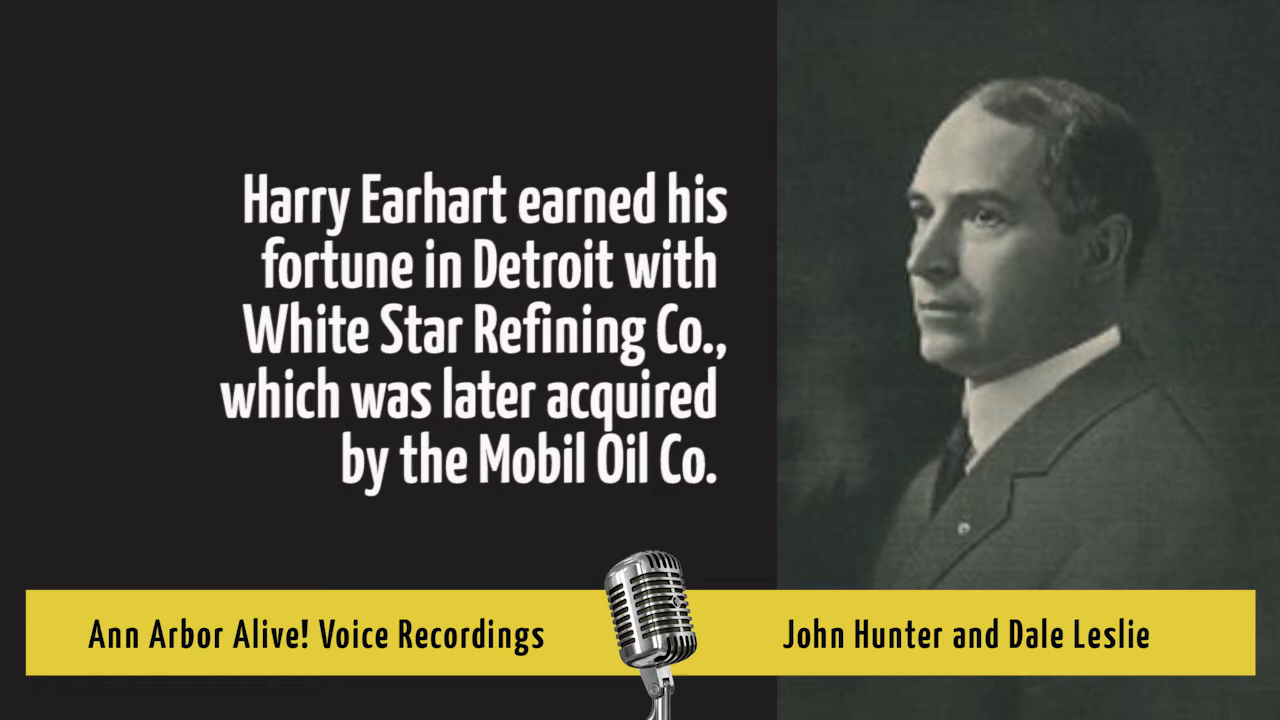 Harry Earhart earned his
fortune in Detroit with
White Star Refining Co.,
which was later acquired
by the Mobil Oil Co.
Ann Arbor Alive! Voice Recordings
John Hunter and Dale Leslie